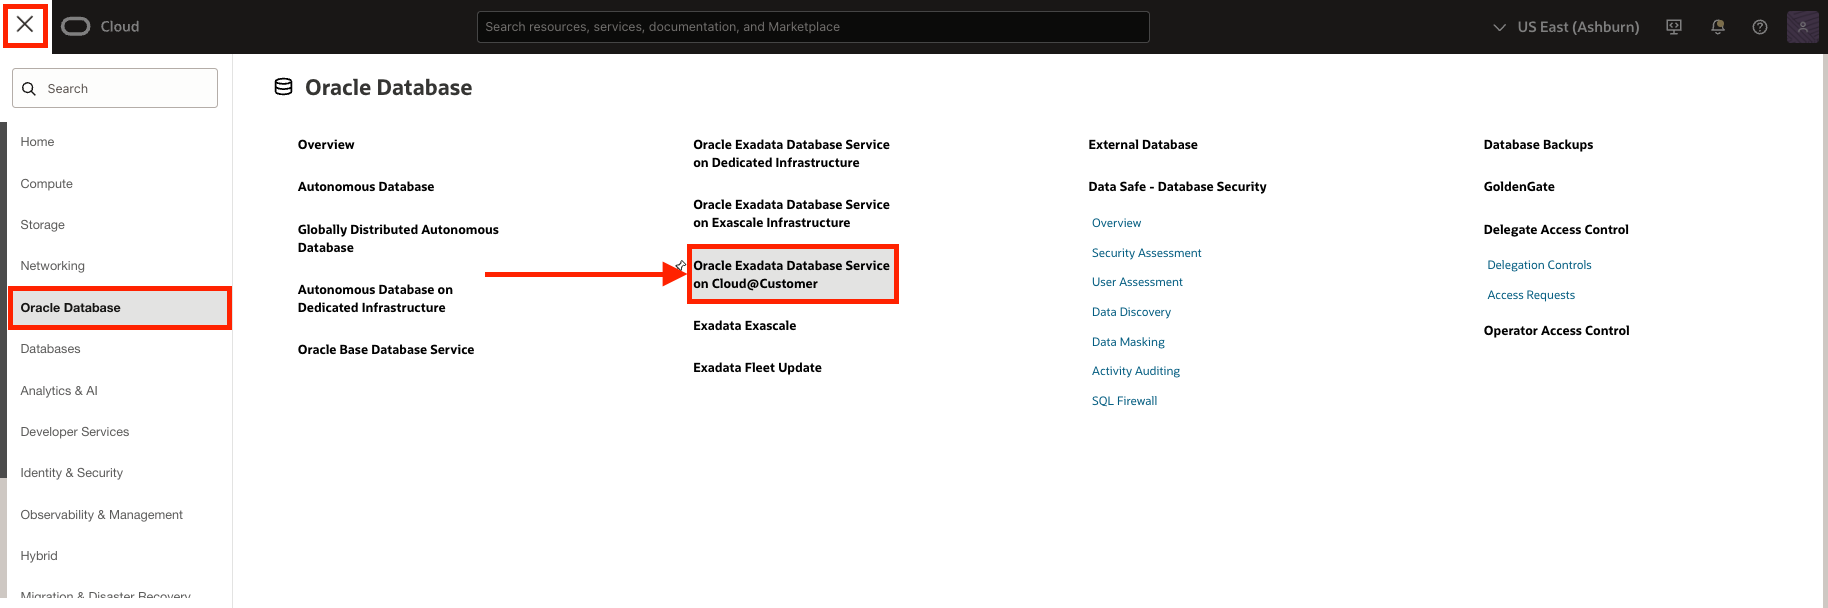 Cloud
Search resources, services, documentation, and Marketplace
US East (Ashburn)
Search
Home
Compute
Storage
Networking
Oracle Database
Databases
Analytics & AI
Developer Services
Identity & Security
Observability & Management
Hybrid
Migration & Disaster Recovery
Oracle Database
Overview
Autonomous Database
Globally Distributed Autonomous
Database
Autonomous Database on
Dedicated Infrastructure
Oracle Base Database Service
Oracle Exadata Database Service
on Dedicated Infrastructure
Oracle Exadata Database Service
on Exascale Infrastructure
Oracle Exadata Database Service
on Cloud@Customer
Exadata Exascale
Exadata Fleet Update
External Database
Data Safe - Database Security
Overview
Security Assessment
User Assessment
Data Discovery
Data Masking
Activity Auditing
SQL Firewall
Database Backups
GoldenGate
Delegate Access Control
Delegation Controls
Access Requests
Operator Access Control